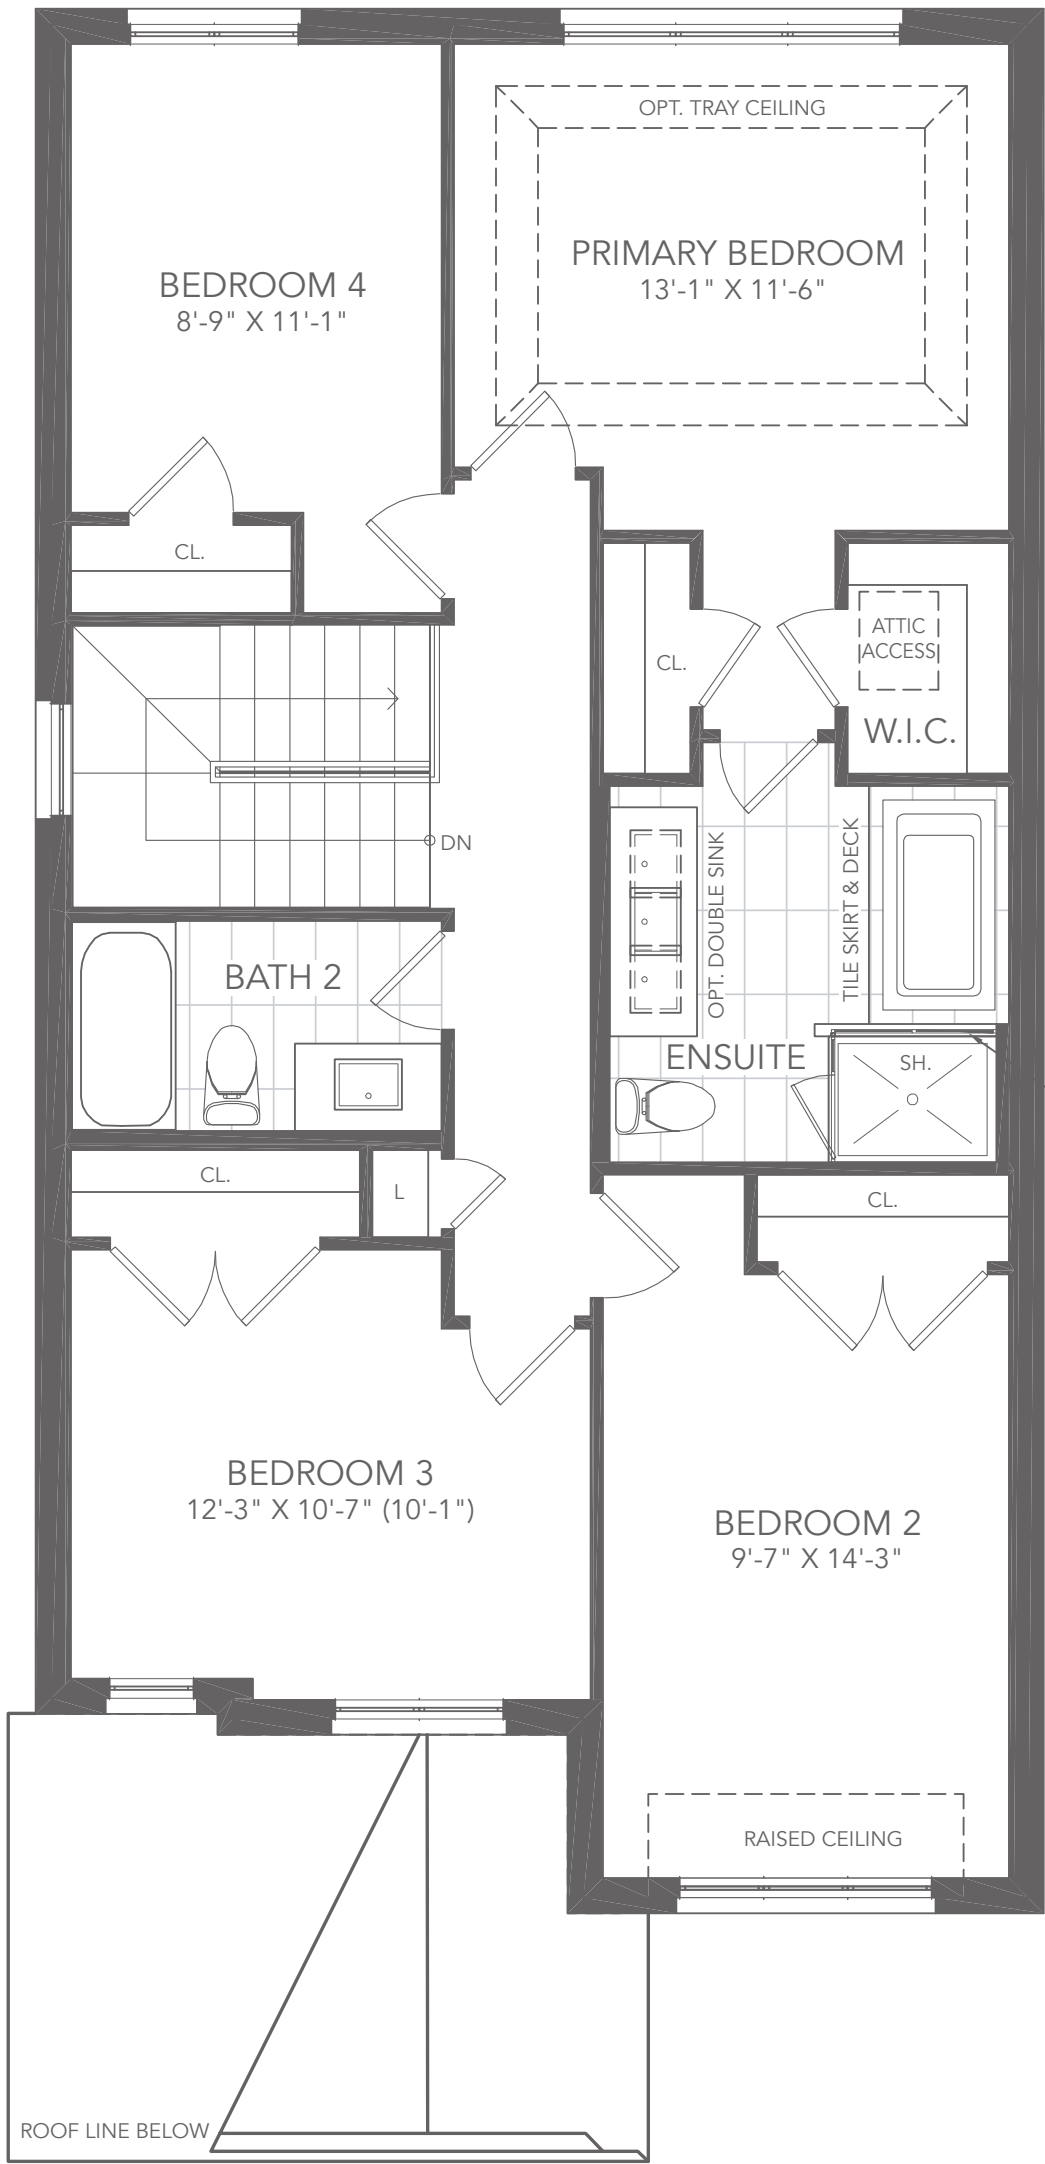 OPT. TRAY CEILING
PRIMARY BEDROOM
13'-1" X 11'-6"
BEDROOM 4
8'-9" X 11'-1"
CL.
CL.
ATTIC
ACCESS
W.I.C.
DN
OPT. DOUBLE SINK
TILE SKIRT & DECK
BATH 2
ENSUITE
SH.
CL.
L
CL.
BEDROOM 3
12'-3" X 10'-7" (10'-1")
BEDROOM 2
9'-7" X 14'-3"
RAISED CEILING
ROOF LINE BELOW